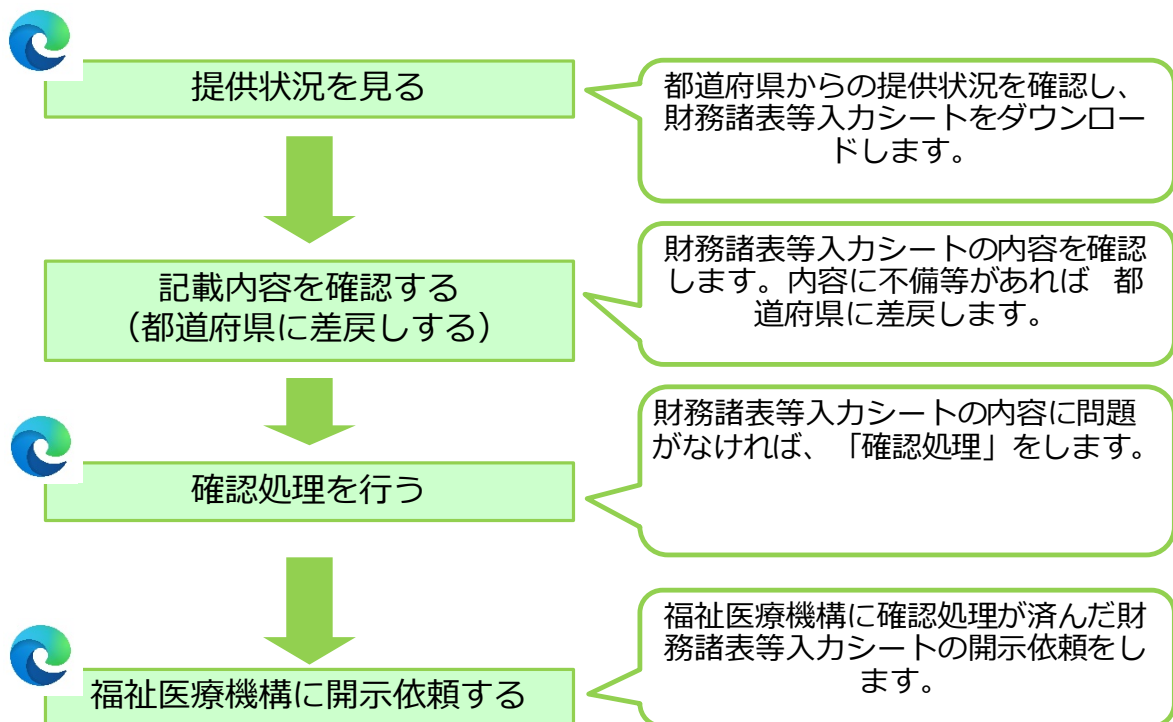 提供状況を見る
都道府県からの提供状況を確認し、
財務諸表等入力シートをダウンロー
ドします。
記載内容を確認する
（都道府県に差戻しする）
財務諸表等入力シートの内容を確認
します。内容に不備等があれば 都
道府県に差戻します。
確認処理を行う
財務諸表等入力シートの内容に問題
がなければ、「確認処理」をします。
福祉医療機構に開示依頼する
福祉医療機構に確認処理が済んだ財
務諸表等入力シートの開示依頼をし
ます。